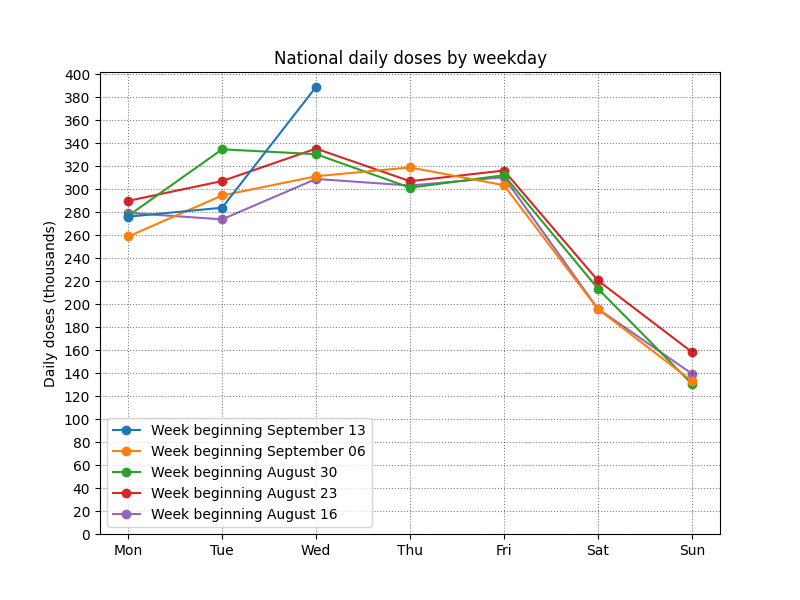 National daily doses by weekday
Daily doses (thousands)
400
380
360
340
320
300
280
260
240
220
200
180
160
140
120
100
80
60
40
20
0
Week beginning September 13
Week beginning September 06
Week beginning August 30
Week beginning August 23
Week beginning August 16
Mon Tue Wed Thu Fri Sat Sun